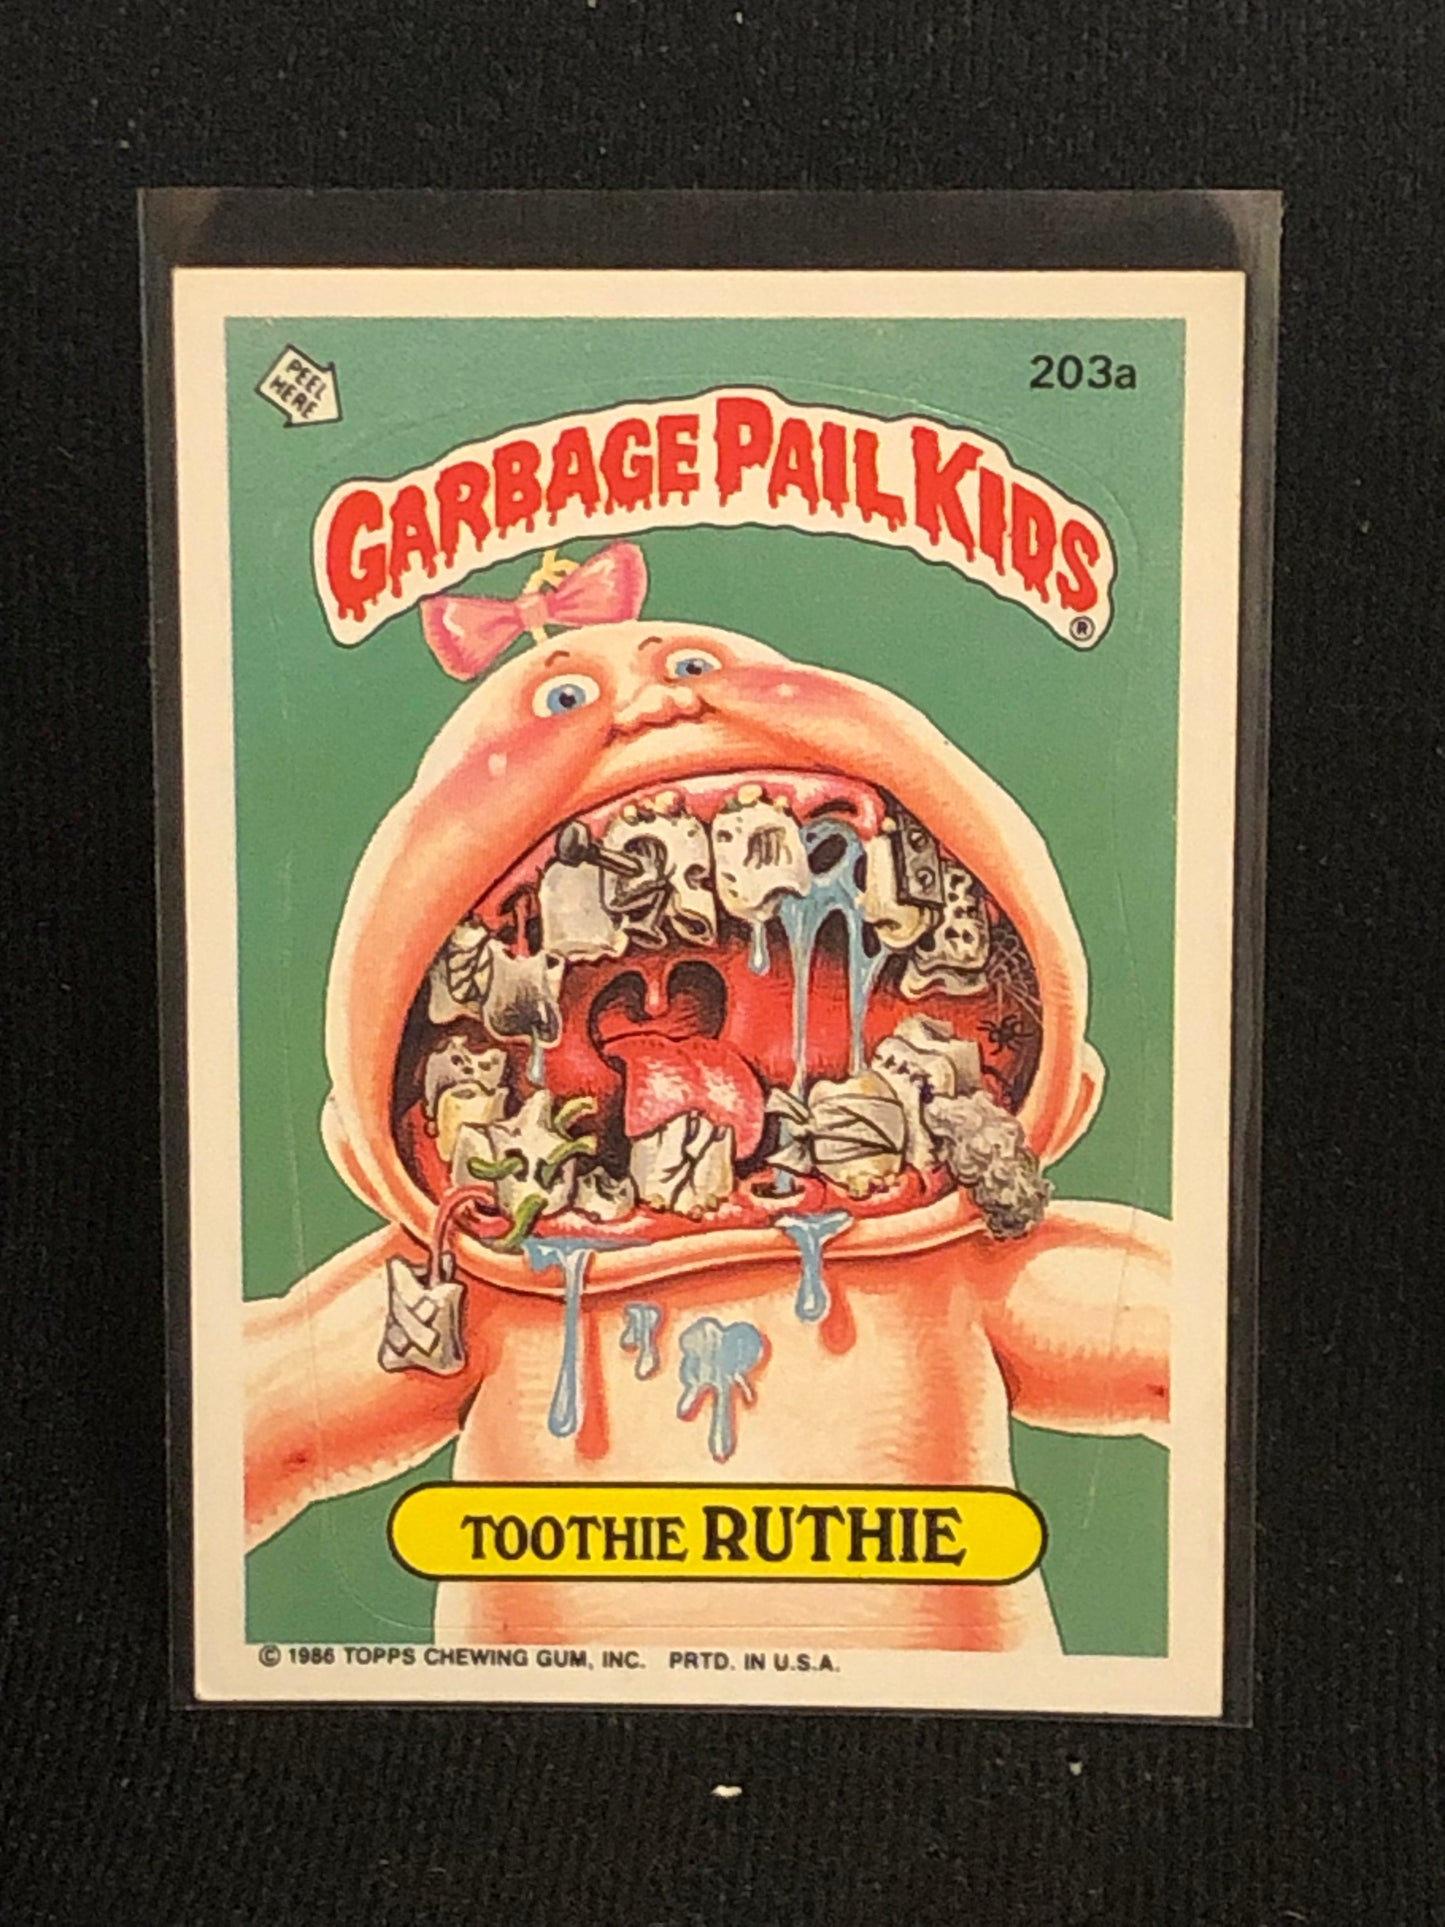 PEEL
HERE
203a
GARBAGE PAIL KIDS
®
TOOTHIE RUTHIE
© 1986 TOPPS CHEWING GUM, INC. PRTD. IN U.S.A.